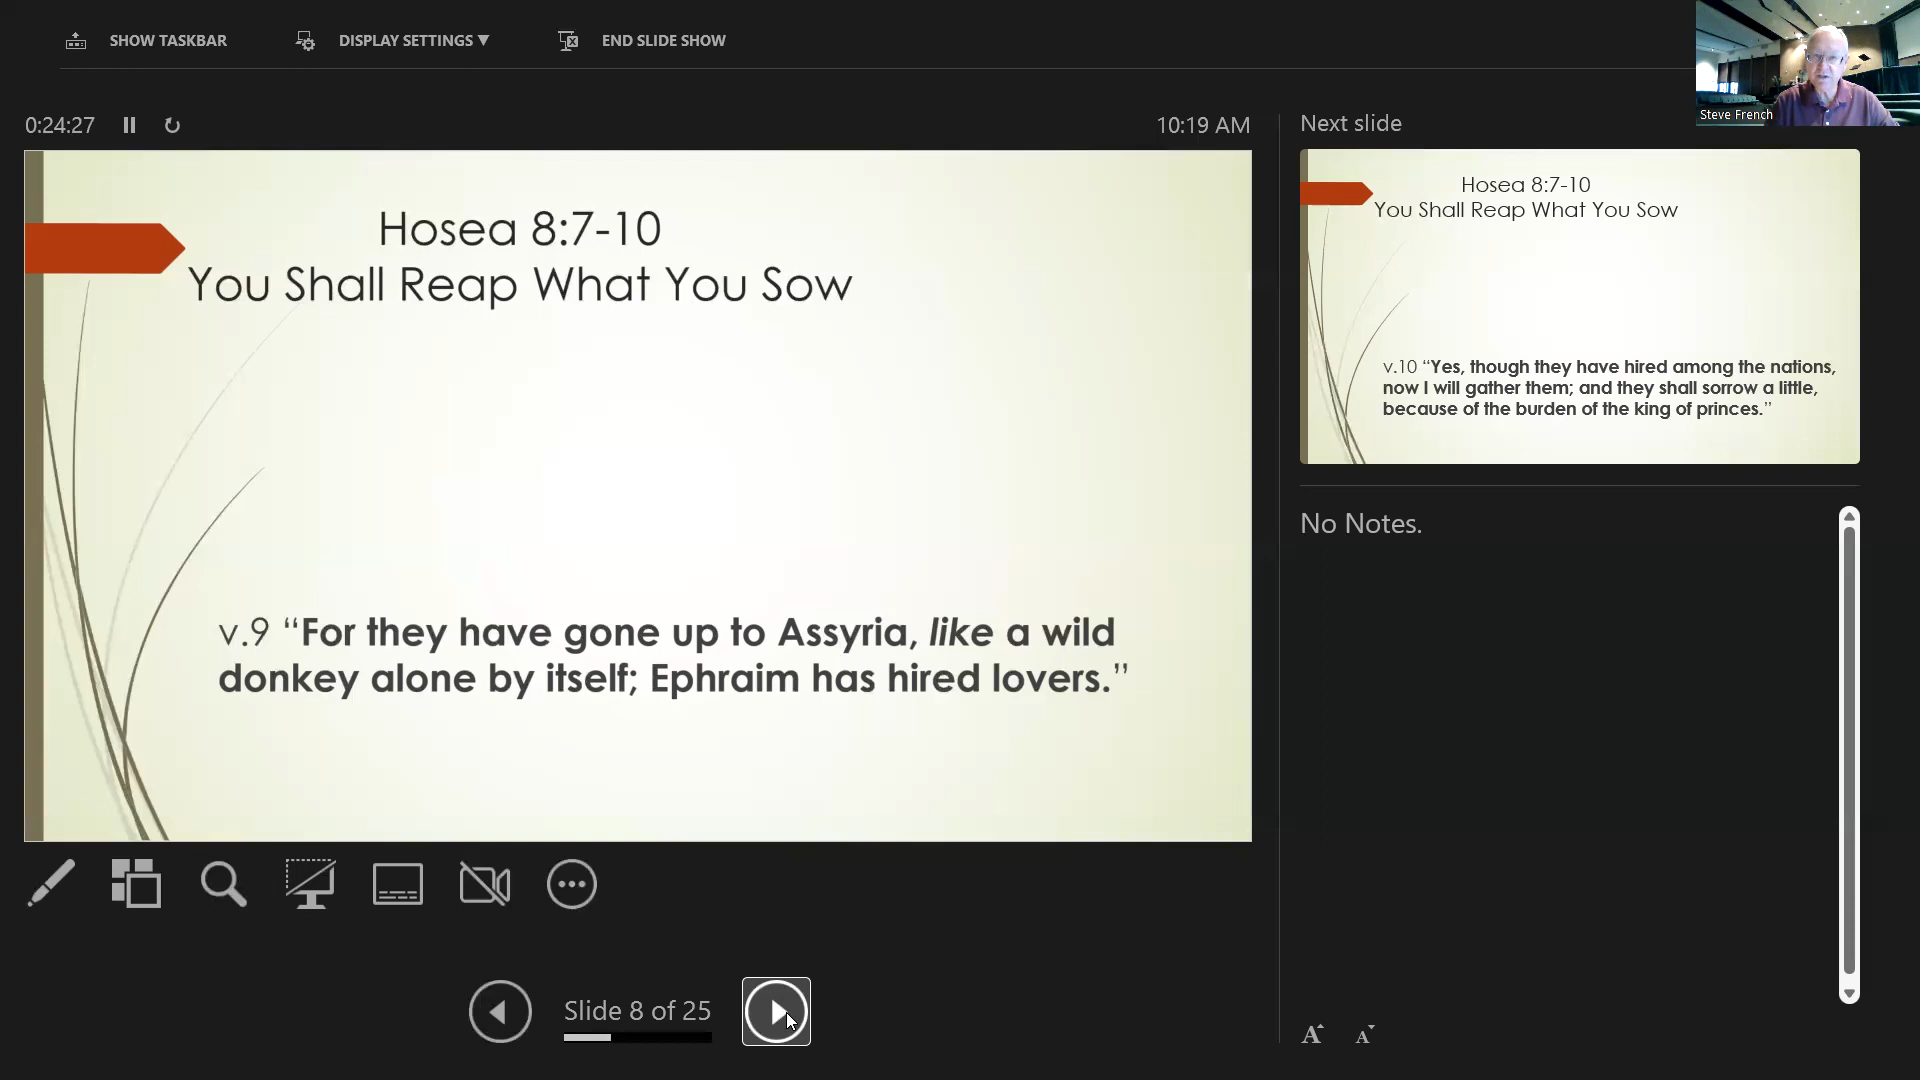 SHOW TASKBAR
DISPLAY SETTINGS ▼
END SLIDE SHOW
Steve French
0:24:27
10:19 AM
Next slide
Hosea 8:7-10
You Shall Reap What You Sow
v.9 “For they have gone up to Assyria, like a wild
donkey alone by itself; Ephraim has hired lovers.”
Hosea 8:7-10
You Shall Reap What You Sow
v.10 “Yes, though they have hired among the nations,
now I will gather them; and they shall sorrow a little,
because of the burden of the king of princes.”
No Notes.
Slide 8 of 25
A A